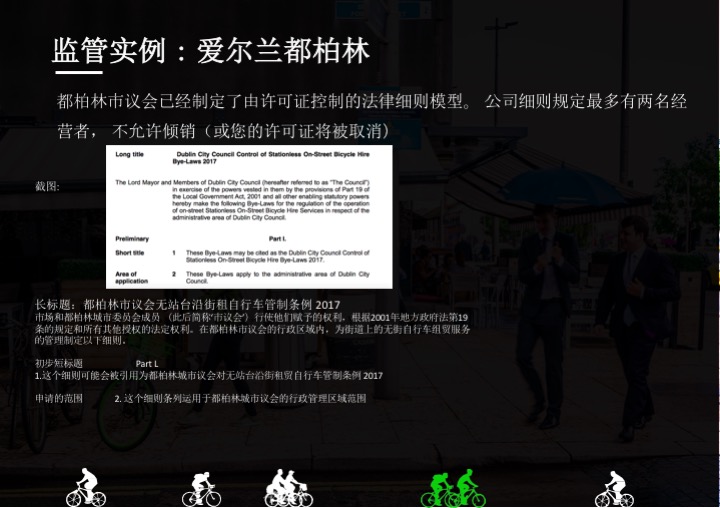 监管实例：爱尔兰都柏林
都柏林市议会已经制定了由许可证控制的法律细则模型。 公司细则规定最多有两名经
营者， 不允许倾销（或您的许可证将被取消)
截图:
Long title Dublin City Council Control of Stationless On-Street Bicycle Hire
Bye-Laws 2017
The Lord Mayor and Members of Dublin City Council (hereafter referred to as "The Council")
in exercise of the powers vested in them by the provisions of Part 19 of
the Local Government Act, 2001 and all other enabling statutory powers
hereby make the following Bye-Laws for the regulation of the operation
of on-street Stationless On-Street Bicycle Hire Services in respect of the
administrative area of Dublin City Council.
Preliminary Part I.
Short title 1 These Bye-Laws may be cited as the Dublin City Council Control of
Stationless On-Street Bicycle Hire Bye-Laws 2017.
Area of 2 These Bye-Laws apply to the administrative area of Dublin City
application Council.
长标题：都柏林市议会无站台沿街租自行车管制条例 2017
市场和都柏林城市委员会成员 （此后简称'市议会'）行使他们赋予的权利，根据2001年地方政府法第19
条的规定和所有其他授权的法定权利。在都柏林市议会的行政区域内，为街道上的无街自行车组贸服务
的管理制定以下细则。
初步短标题 Part L
1.这个细则可能会被引用为都柏林城市议会对无站台沿街租贸自行车管制条例 2017
申请的范围 2. 这个细则条列运用于都柏林城市议会的行政管理区域范围